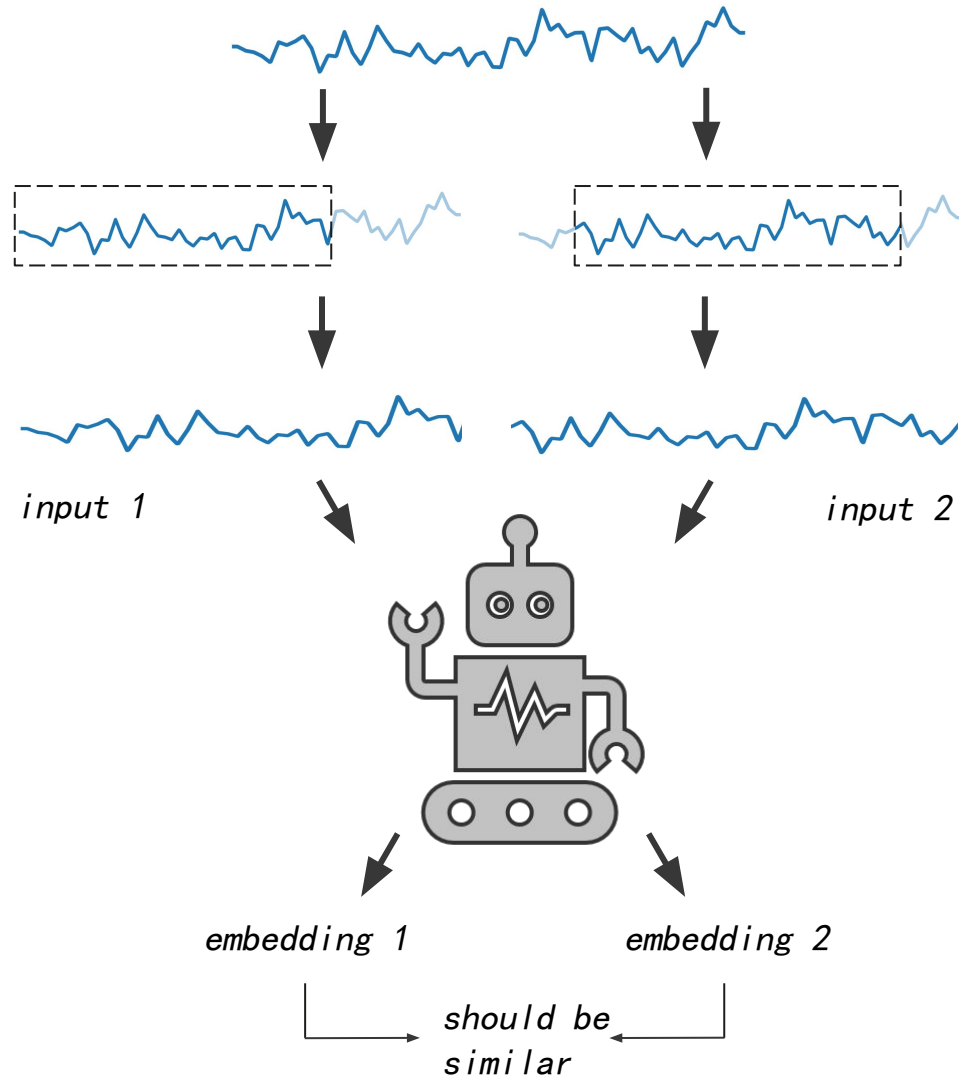 input 1
input 2
embedding 1
embedding 2
should be
similar